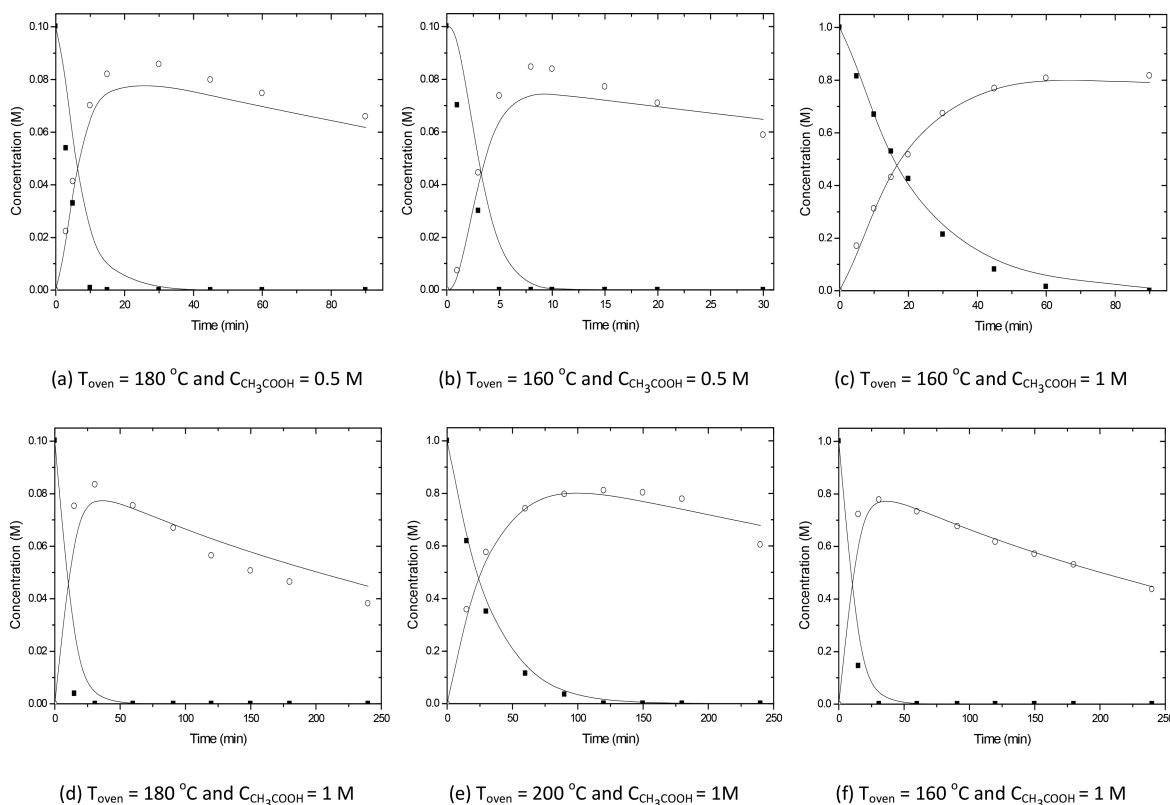 0.10
0.08
0.06
0.04
0.02
0.00
Concentration (M)
0 20 40 60 80
Time (min)
(a) Toven = 180 °C and CCH3COOH = 0.5 M
0.10
0.08
0.06
0.04
0.02
0.00
Concentration (M)
0 5 10 15 20 25 30
Time (min)
(b) Toven = 160 °C and CCH3COOH = 0.5 M
1.0
0.8
0.6
0.4
0.2
0.0
Concentration (M)
0 20 40 60 80
Time (min)
(c) Toven = 160 °C and CCH3COOH = 1 M
0.10
0.08
0.06
0.04
0.02
0.00
Concentration (M)
0 50 100 150 200 250
Time (min)
(d) Toven = 180 °C and CCH3COOH = 1 M
1.0
0.8
0.6
0.4
0.2
0.0
Concentration (M)
0 50 100 150 200 250
Time (min)
(e) Toven = 200 °C and CCH3COOH = 1M
1.0
0.8
0.6
0.4
0.2
0.0
Concentration (M)
0 50 100 150 200 250
Time (min)
(f) Toven = 160 °C and CCH3COOH = 1 M